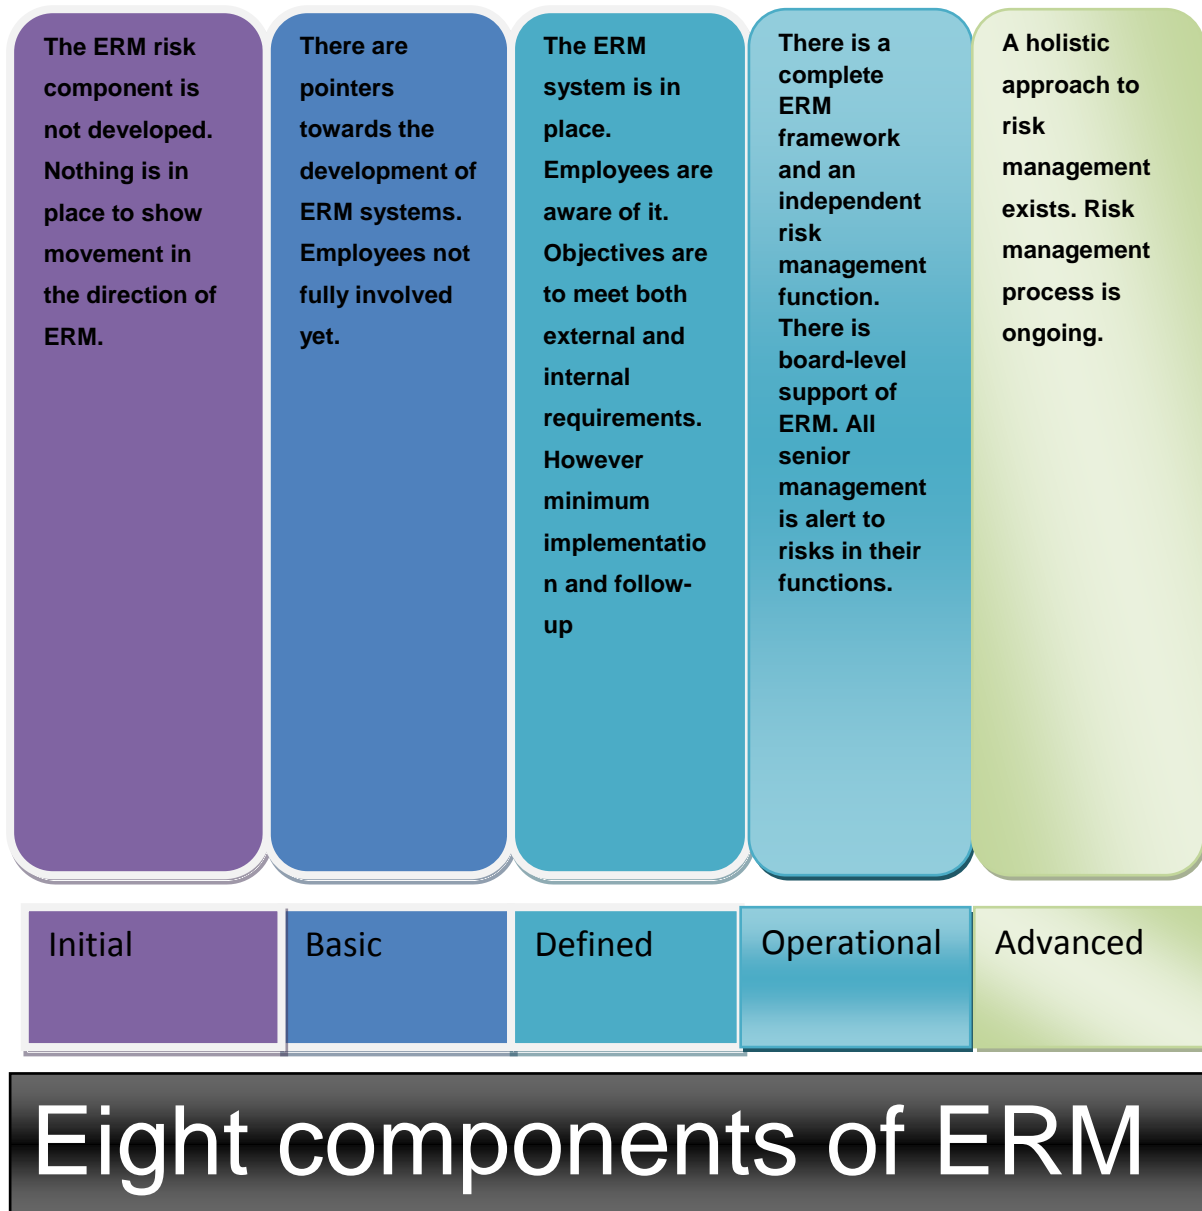 The ERM risk
component is
not developed.
Nothing is in
place to show
movement in
the direction of
ERM.
There are
pointers
towards the
development of
ERM systems.
Employees not
fully involved
yet.
The ERM
system is in
place.
Employees are
aware of it.
Objectives are
to meet both
external and
internal
requirements.
However
minimum
implementatio
n and follow-
up
There is a
complete
ERM
framework
and an
independent
risk
management
function.
There is
board-level
support of
ERM. All
senior
management
is alert to
risks in their
functions.
A holistic
approach to
risk
management
exists. Risk
management
process is
ongoing.
Initial
Basic
Defined
Operational
Advanced
Eight components of ERM